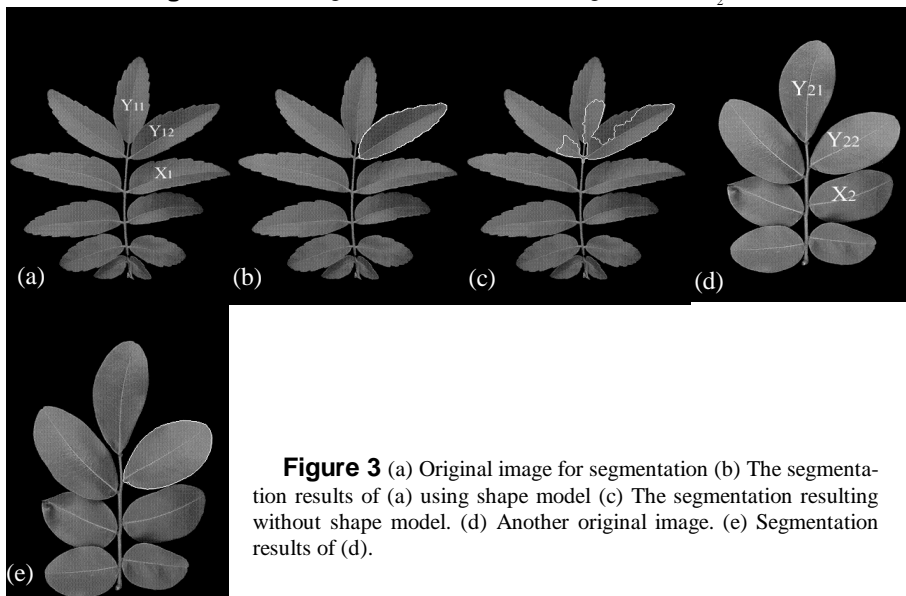 2
Y11
Y12
X1
(a)
(b)
(c)
Y21
Y22
X2
(d)
(e)
Figure 3 (a) Original image for segmentation (b) The segmenta-
tion results of (a) using shape model (c) The segmentation resulting
without shape model. (d) Another original image. (e) Segmentation
results of (d).